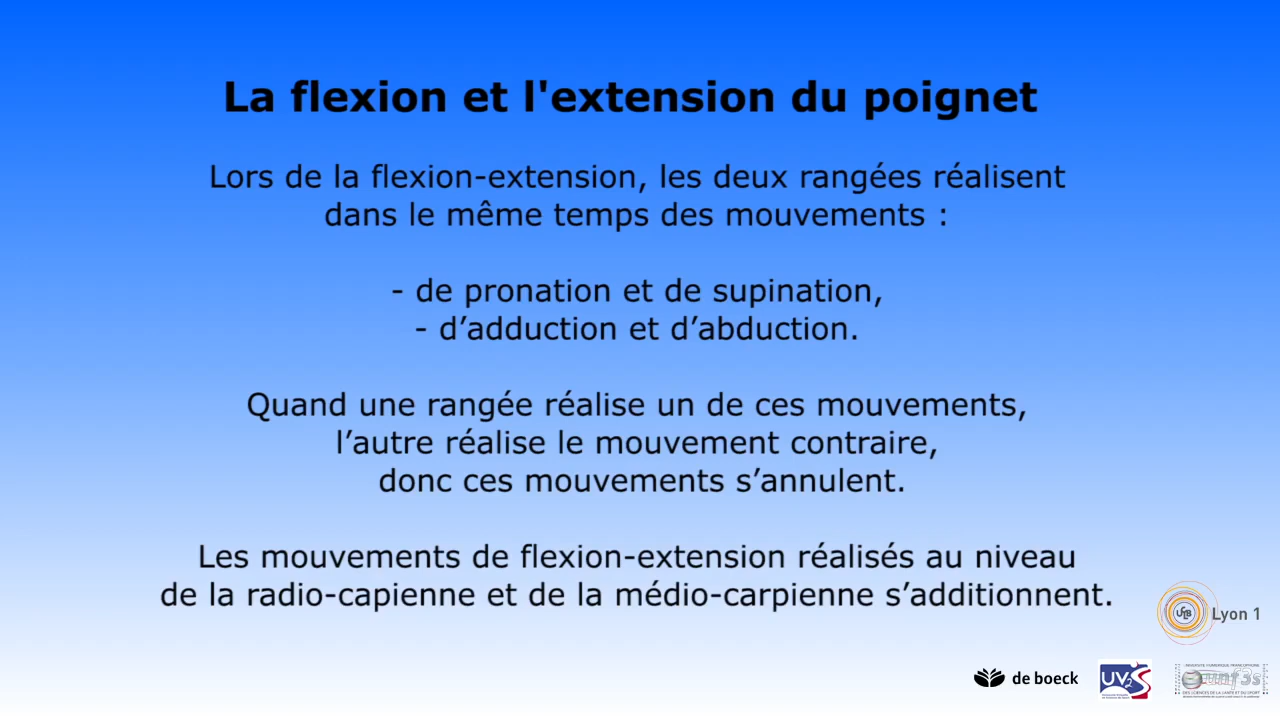 La flexion et l'extension du poignet
Lors de la flexion-extension, les deux rangées réalisent
dans le même temps des mouvements :
- de pronation et de supination,
- d’adduction et d’abduction.
Quand une rangée réalise un de ces mouvements,
l’autre réalise le mouvement contraire,
donc ces mouvements s’annulent.
Les mouvements de flexion-extension réalisés au niveau
de la radio-capienne et de la médio-carpienne s’additionnent.
Lyon 1
de boeck
UV2S
unf3s